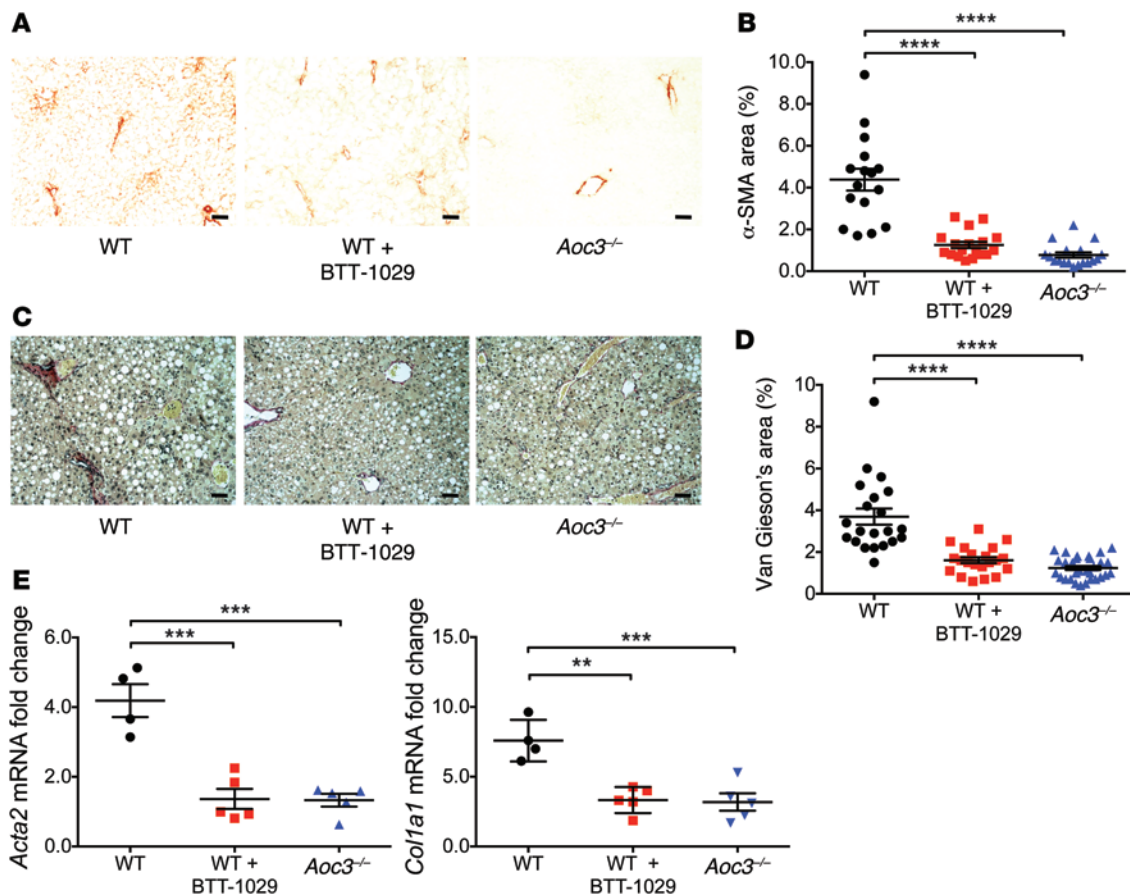 A
WT
WT +
BTT-1029
Aoc3–/–
B
α-SMA area (%)
10.0
8.0
6.0
4.0
2.0
0.0
****
****
WT
WT +
BTT-1029
Aoc3–/–
C
WT
WT +
BTT-1029
Aoc3–/–
D
Van Gieson's area (%)
10
8
6
4
2
0
****
****
WT
WT +
BTT-1029
Aoc3–/–
E
Acta2 mRNA fold change
6.0
4.0
2.0
0.0
***
***
WT
WT +
BTT-1029
Aoc3–/–
Col1a1 mRNA fold change
15.0
10.0
5.0
0.0
***
**
WT
WT +
BTT-1029
Aoc3–/–